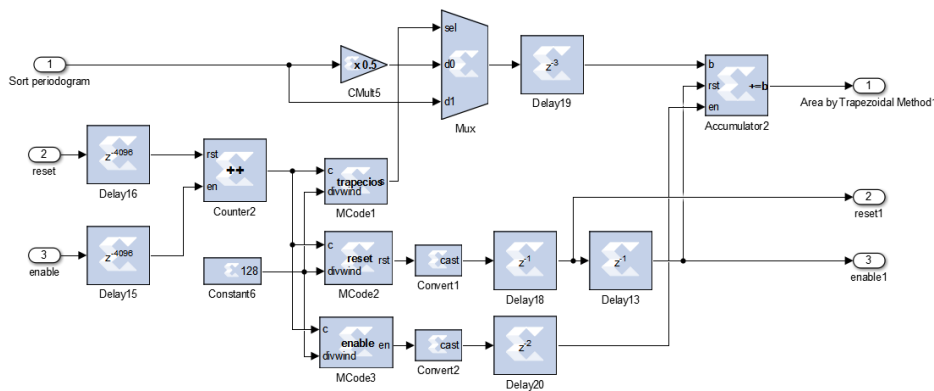 1
Sort periodogram
x 0.5
CMult5
sel
d0
d1
Mux
z-3
Delay19
b
rst
en
+=b
Accumulator2
1
Area by Trapezoidal Method1
2
reset
z-4096
Delay16
3
enable
z-4096
Delay15
rst
en
++
Counter2
c
divwind
trapecios
s
MCode1
128
Constant6
c
divwind
reset
rst
MCode2
cast
Convert1
z-1
Delay18
z-1
Delay13
2
reset1
3
enable1
c
divwind
enable
en
MCode3
cast
Convert2
z-2
Delay20